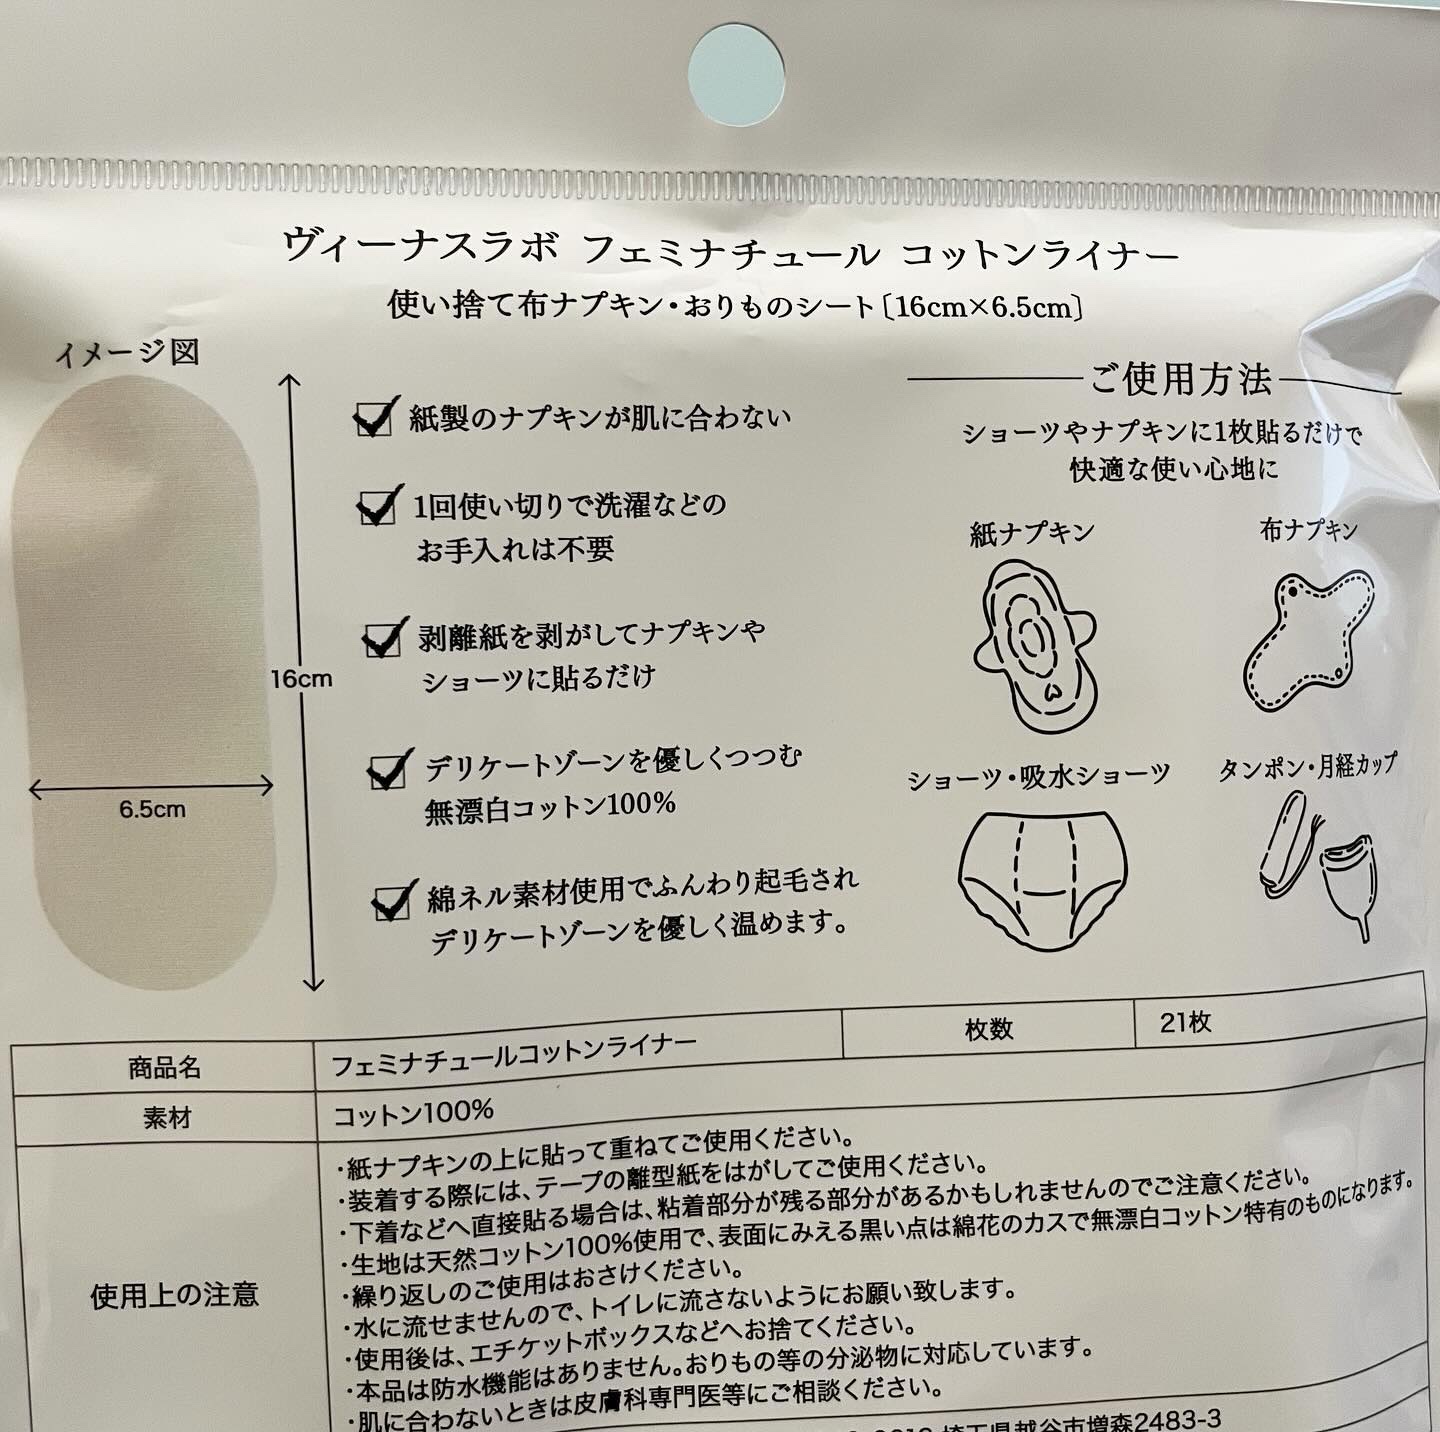 ヴィーナスラボ フェミナチュール コットンライナー
使い捨て布ナプキン・おりものシート〔16cm×6.5cm〕
イメージ図
16cm
6.5cm
紙製のナプキンが肌に合わない
1回使い切りで洗濯などの
お手入れは不要
剥離紙を剥がしてナプキンや
ショーツに貼るだけ
デリケートゾーンを優しくつつむ
無漂白コットン100%
綿ネル素材使用でふんわり起毛され
デリケートゾーンを優しく温めます。
ご使用方法
ショーツやナプキンに1枚貼るだけで
快適な使い心地に
紙ナプキン
布ナプキン
ショーツ・吸水ショーツ
タンポン・月経カップ
商品名 フェミナチュールコットンライナー 枚数 21枚
素材 コットン100%
使用上の注意
・紙ナプキンの上に貼って重ねてご使用ください。
・装着する際には、テープの離型紙をはがしてご使用ください。
・下着などへ直接貼る場合は、粘着部分が残る部分があるかもしれませんのでご注意ください。
・生地は天然コットン100%使用で、表面にみえる黒い点は綿花のカスで無漂白コットン特有のものになります。
・繰り返しのご使用はおさけください。
・水に流せませんので、トイレに流さないようにお願い致します。
・使用後は、エチケットボックスなどへお捨てください。
・本品は防水機能はありません。おりもの等の分泌物に対応しています。
・肌に合わないときは皮膚科専門医等にご相談ください。
埼玉県越谷市増森2483-3